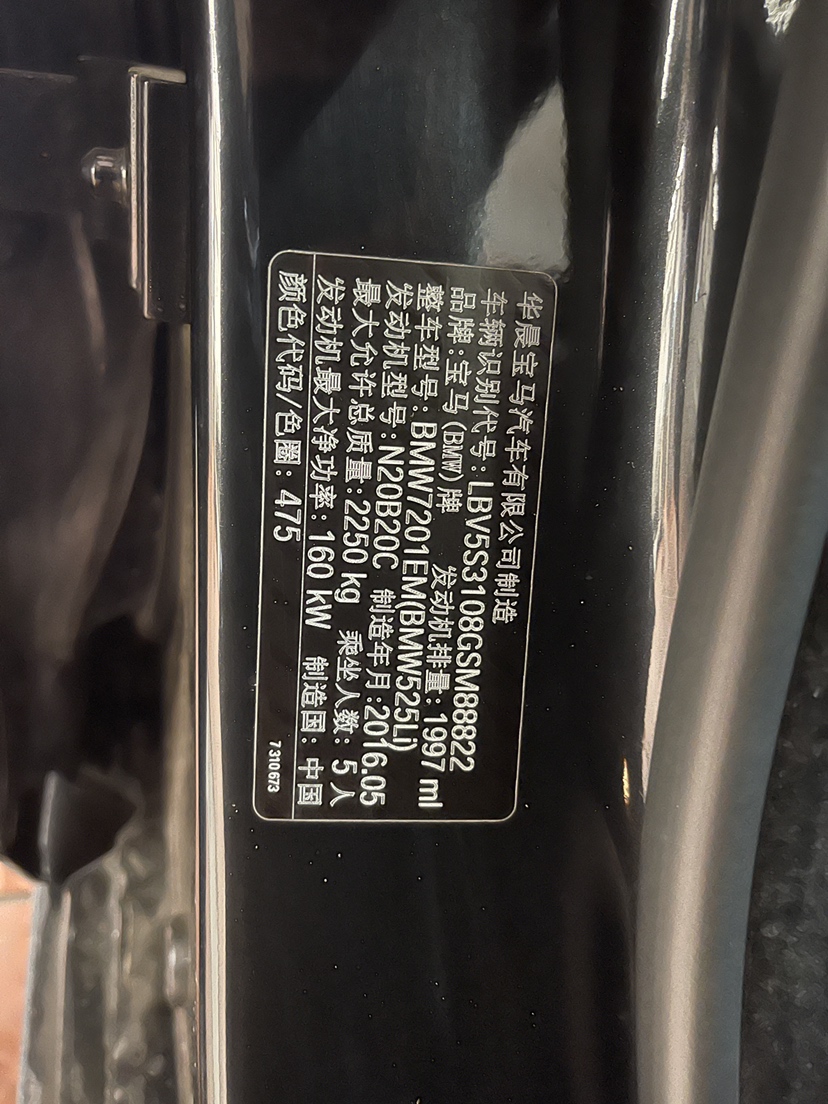 华晨宝马汽车有限公司制造
车辆识别代号:LBV5S3108GSM88822
品牌:宝马(BMW)牌 发动机排量:1997 ml
整车型号:BMW7201EM(BMW525Li)
发动机型号:N20B20C 制造年月:2016.05
最大允许总质量:2250 kg 乘坐人数:5人
发动机最大净功率:160 kW 制造国:中国
颜色代码/色圈:475
7310673